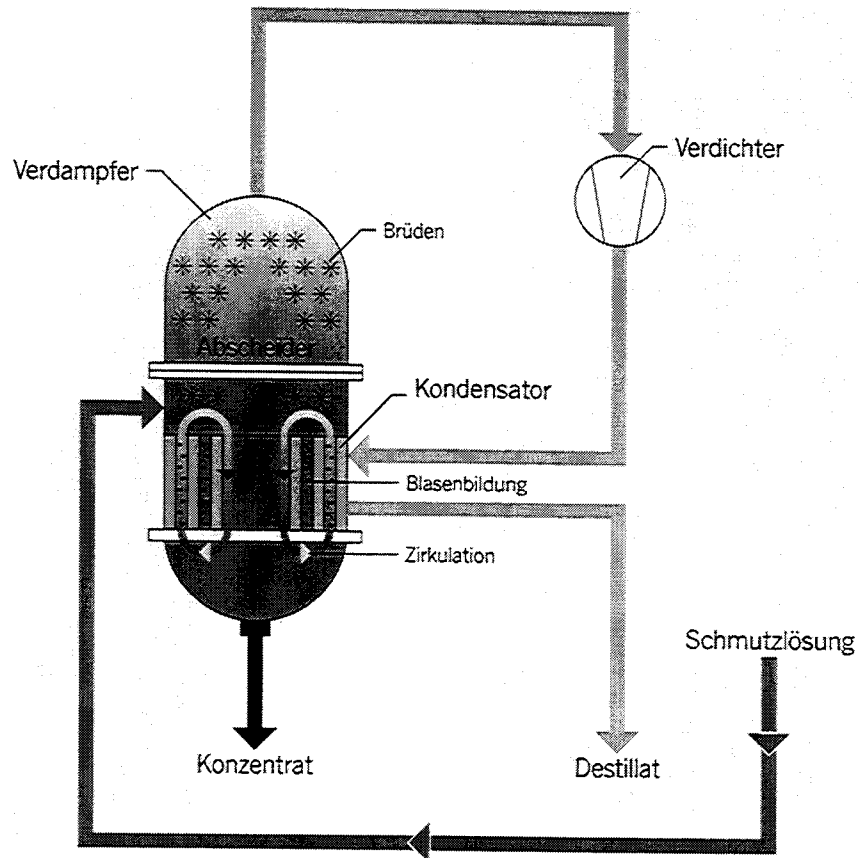 Verdichter
Verdampfer
Brüden
Abscheider
Kondensator
Blasenbildung
Zirkulation
Schmutzlösung
Konzentrat
Destillat